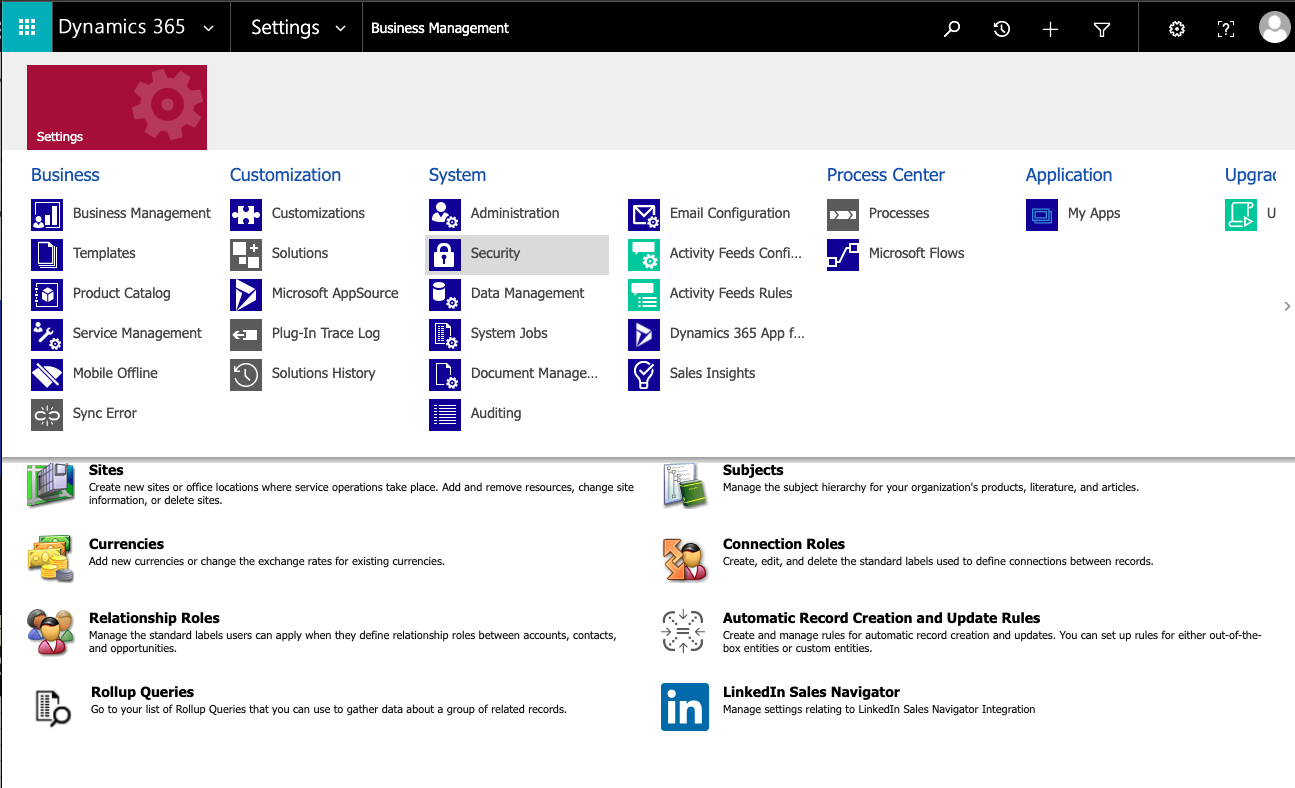 Dynamics 365
Settings
Business Management
Settings
Business
Business Management
Templates
Product Catalog
Service Management
Mobile Offline
Sync Error
Customization
Customizations
Solutions
Microsoft AppSource
Plug-In Trace Log
Solutions History
System
Administration
Security
Data Management
System Jobs
Document Manage...
Auditing
Email Configuration
Activity Feeds Confi...
Activity Feeds Rules
Dynamics 365 App f...
Sales Insights
Process Center
Processes
Microsoft Flows
Application
My Apps
Upgrad
U
Sites
Create new sites or office locations where service operations take place. Add and remove resources, change site
information, or delete sites.
Subjects
Manage the subject hierarchy for your organization's products, literature, and articles.
Currencies
Add new currencies or change the exchange rates for existing currencies.
Connection Roles
Create, edit, and delete the standard labels used to define connections between records.
Relationship Roles
Manage the standard labels users can apply when they define relationship roles between accounts, contacts,
and opportunities.
Automatic Record Creation and Update Rules
Create and manage rules for automatic record creation and updates. You can set up rules for either out-of-the-
box entities or custom entities.
Rollup Queries
Go to your list of Rollup Queries that you can use to gather data about a group of related records.
in
LinkedIn Sales Navigator
Manage settings relating to LinkedIn Sales Navigator Integration